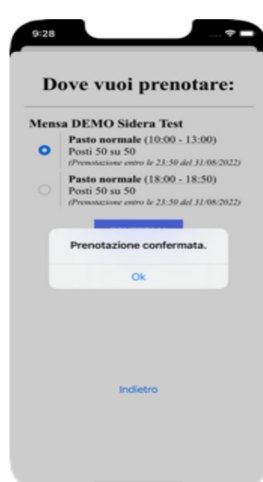 9:28
Dove vuoi prenotare:
Mensa DEMO Sidera Test
Pasto normale (10:00 - 13:00)
Posti 50 su 50
(Prenotazione entro le 23:50 del 31/08/2022)
Pasto normale (18:00 - 18:50)
Posti 50 su 50
(Prenotazione entro le 23:50 del 31/08/2022)
Prenotazione confermata.
Ok
Indietro